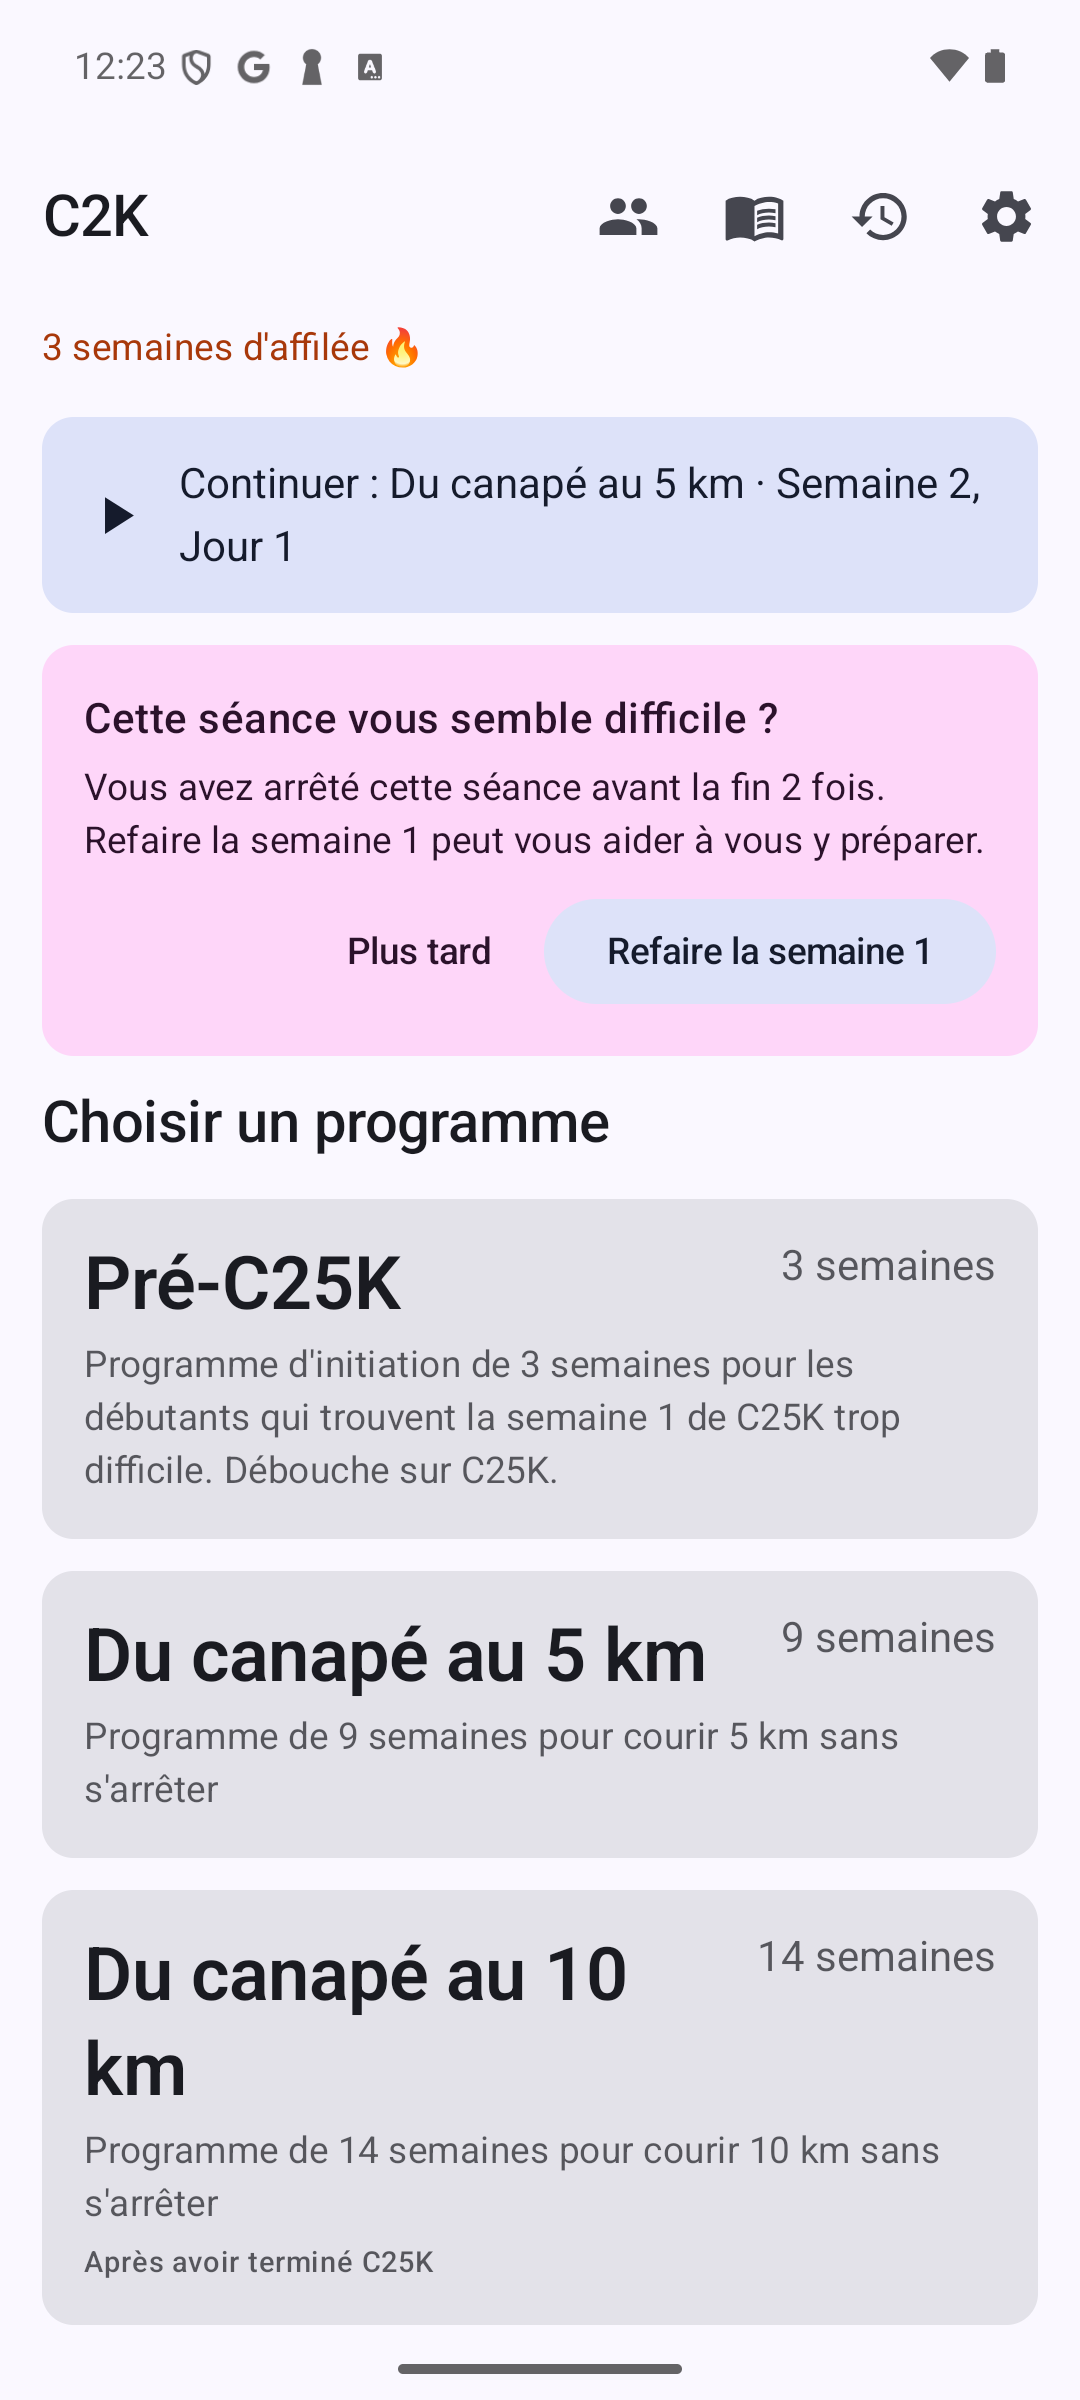 12:23
C2K
3 semaines d'affilée 🔥
Continuer : Du canapé au 5 km · Semaine 2,
Jour 1
Cette séance vous semble difficile ?
Vous avez arrêté cette séance avant la fin 2 fois.
Refaire la semaine 1 peut vous aider à vous y préparer.
Plus tard
Refaire la semaine 1
Choisir un programme
Pré-C25K
3 semaines
Programme d'initiation de 3 semaines pour les
débutants qui trouvent la semaine 1 de C25K trop
difficile. Débouche sur C25K.
Du canapé au 5 km
9 semaines
Programme de 9 semaines pour courir 5 km sans
s'arrêter
Du canapé au 10
km
14 semaines
Programme de 14 semaines pour courir 10 km sans
s'arrêter
Après avoir terminé C25K